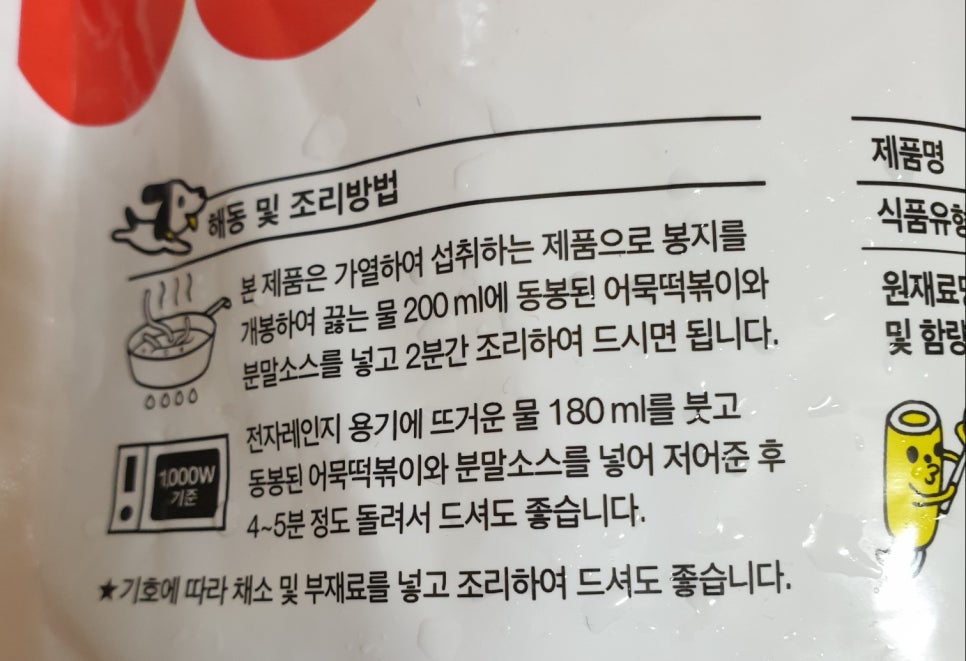 해동 및 조리방법
본 제품은 가열하여 섭취하는 제품으로 봉지를
개봉하여 끓는 물 200 ml에 동봉된 어묵떡볶이와
분말소스를 넣고 2분간 조리하여 드시면 됩니다.
1,000W
기준
전자레인지 용기에 뜨거운 물 180 ml를 붓고
동봉된 어묵떡볶이와 분말소스를 넣어 저어준 후
4~5분 정도 돌려서 드셔도 좋습니다.
★기호에 따라 채소 및 부재료를 넣고 조리하여 드셔도 좋습니다.
제품명
식품유형
원재료명
및 함량